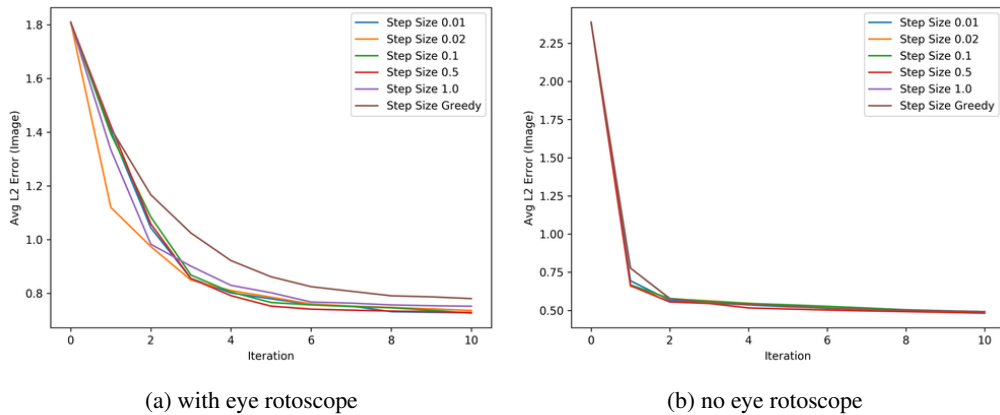 1.8
1.6
1.4
1.2
1.0
0.8
Avg L2 Error (Image)
0 2 4 6 8 10
Iteration
Step Size 0.01
Step Size 0.02
Step Size 0.1
Step Size 0.5
Step Size 1.0
Step Size Greedy
(a) with eye rotoscope
2.25
2.00
1.75
1.50
1.25
1.00
0.75
0.50
Avg L2 Error (Image)
0 2 4 6 8 10
Iteration
Step Size 0.01
Step Size 0.02
Step Size 0.1
Step Size 0.5
Step Size 1.0
Step Size Greedy
(b) no eye rotoscope